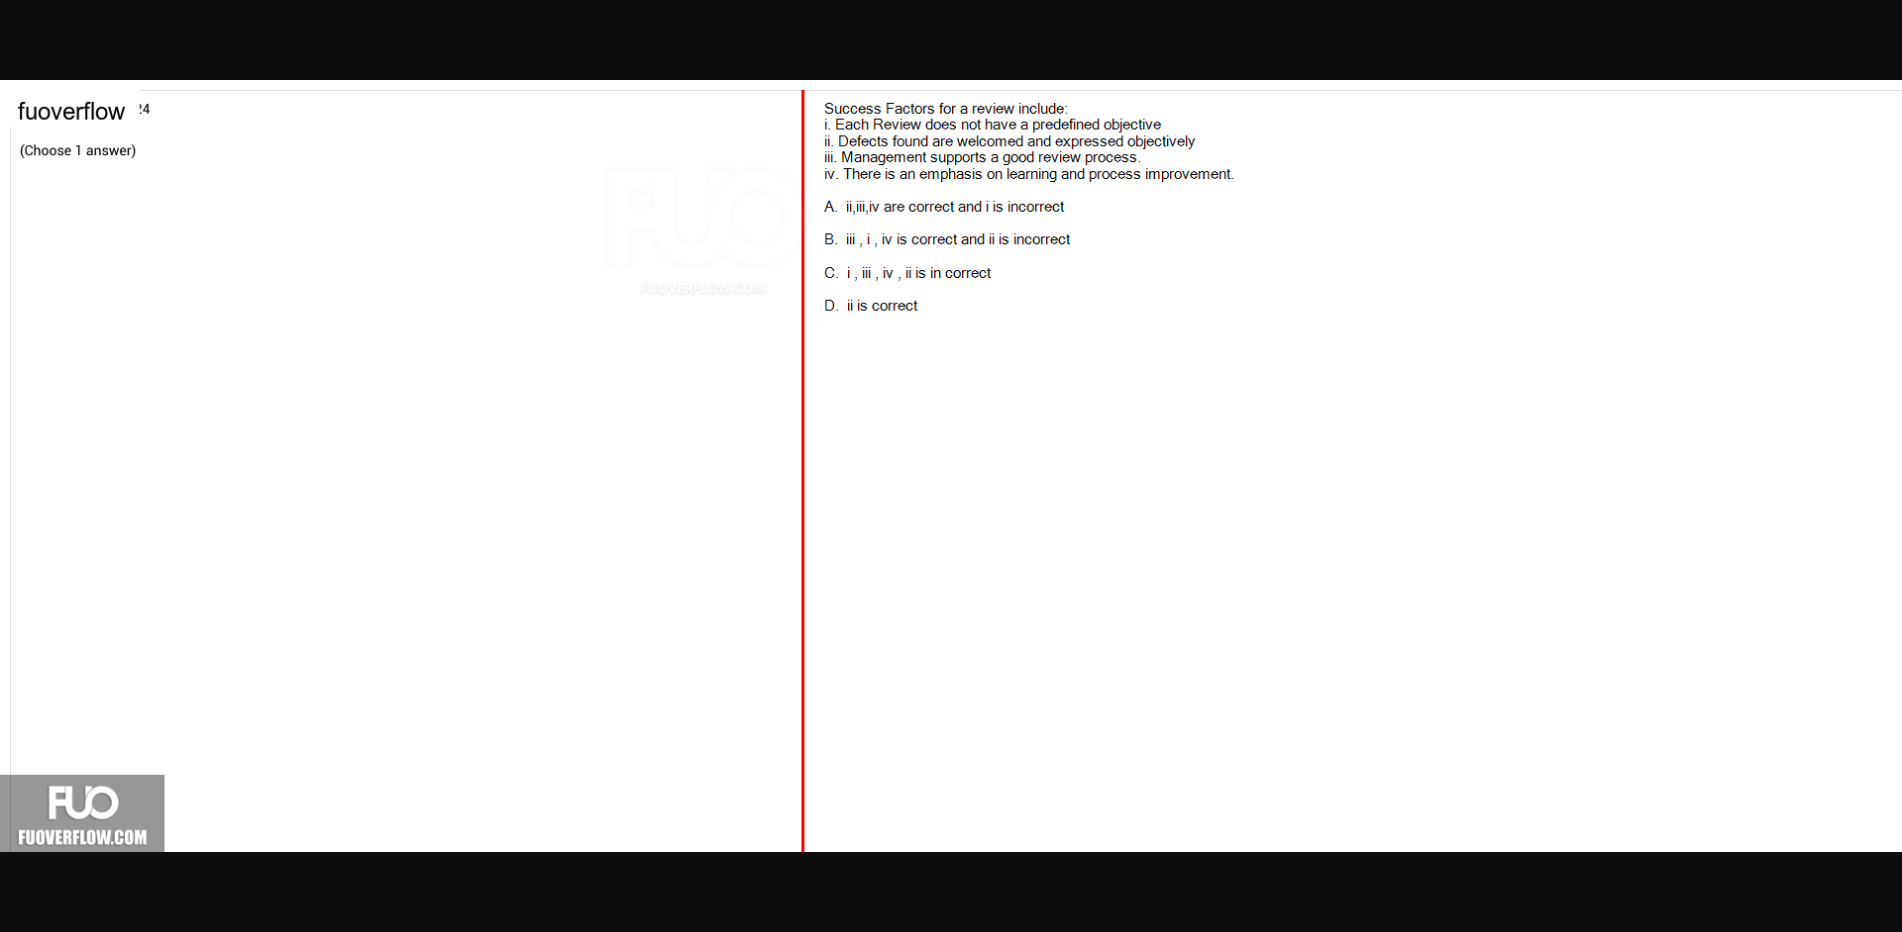 fuoverflow
24
(Choose 1 answer)
FUO
FUOVERFLOW.COM
Success Factors for a review include:
i. Each Review does not have a predefined objective
ii. Defects found are welcomed and expressed objectively
iii. Management supports a good review process.
iv. There is an emphasis on learning and process improvement.
A. ii,iii,iv are correct and i is incorrect
B. iii , i , iv is correct and ii is incorrect
C. i , iii , iv , ii is in correct
D. ii is correct
FUO
FUOVERFLOW.COM